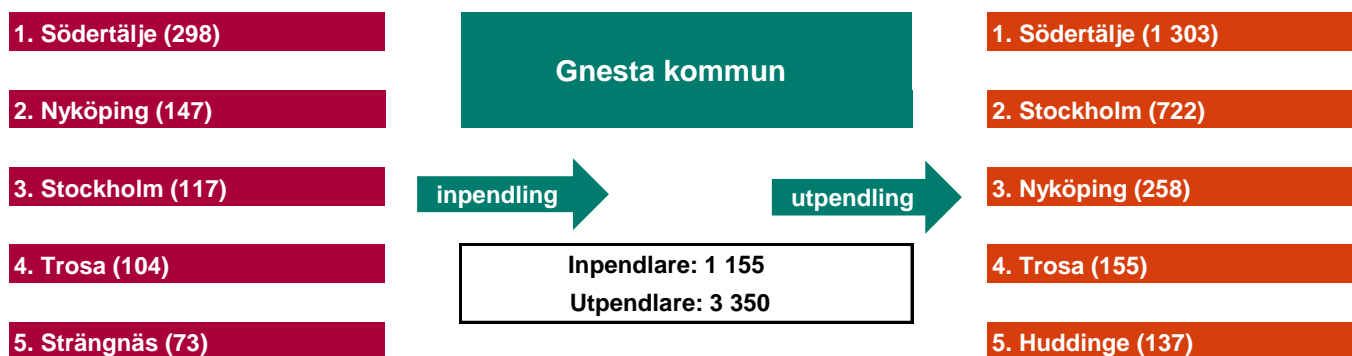 1. Södertälje (298)
2. Nyköping (147)
3. Stockholm (117)
4. Trosa (104)
5. Strängnäs (73)
Gnesta kommun
inpendling
utpendling
Inpendlare: 1 155
Utpendlare: 3 350
1. Södertälje (1 303)
2. Stockholm (722)
3. Nyköping (258)
4. Trosa (155)
5. Huddinge (137)